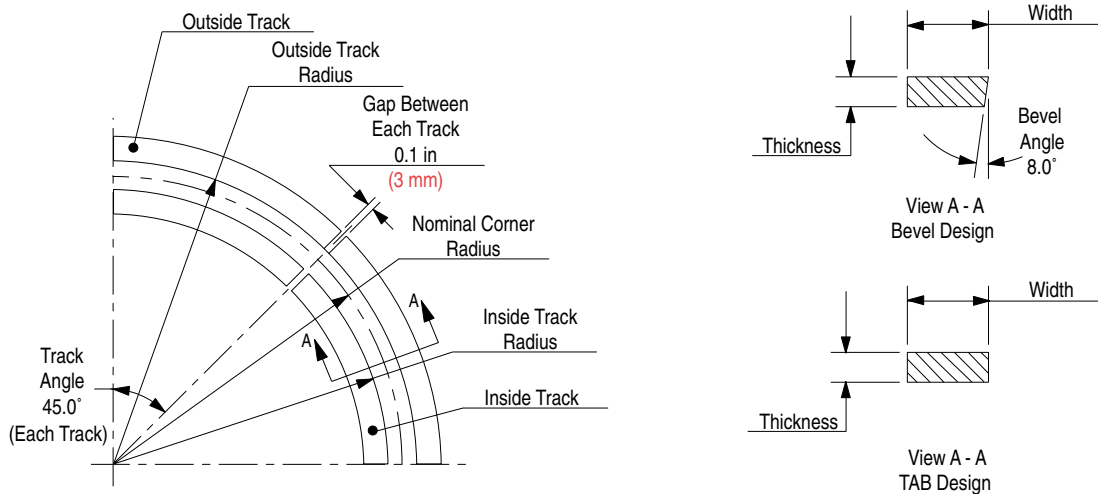 Outside Track
Outside Track
Radius
Gap Between
Each Track
0.1 in
(3 mm)
Nominal Corner
Radius
A
A
Inside Track
Radius
Track
Angle
45.0˚
(Each Track)
Inside Track
Width
Thickness
Bevel
Angle
8.0˚
View A - A
Bevel Design
Width
Thickness
View A - A
TAB Design